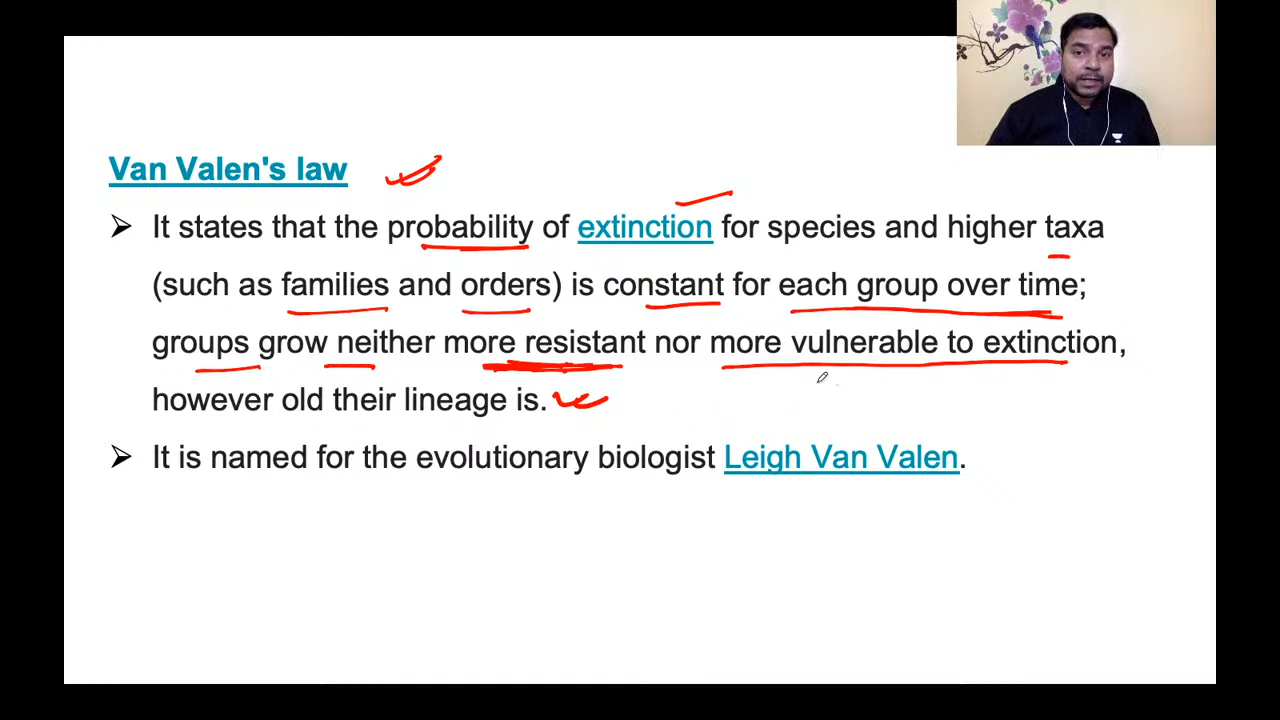 Van Valen's law
➢ It states that the probability of extinction for species and higher taxa
(such as families and orders) is constant for each group over time;
groups grow neither more resistant nor more vulnerable to extinction,
however old their lineage is.
➢ It is named for the evolutionary biologist Leigh Van Valen.